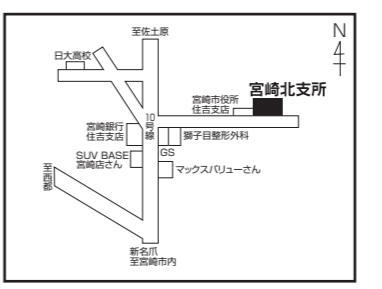 至佐土原
N
4
日大高校
宮崎北支所
宮崎市役所
住吉支店
10号線
宮崎銀行
住吉支店
獅子目整形外科
GS
SUV BASE
宮崎店さん
マックスバリューさん
至西都
新名爪
至宮崎市内